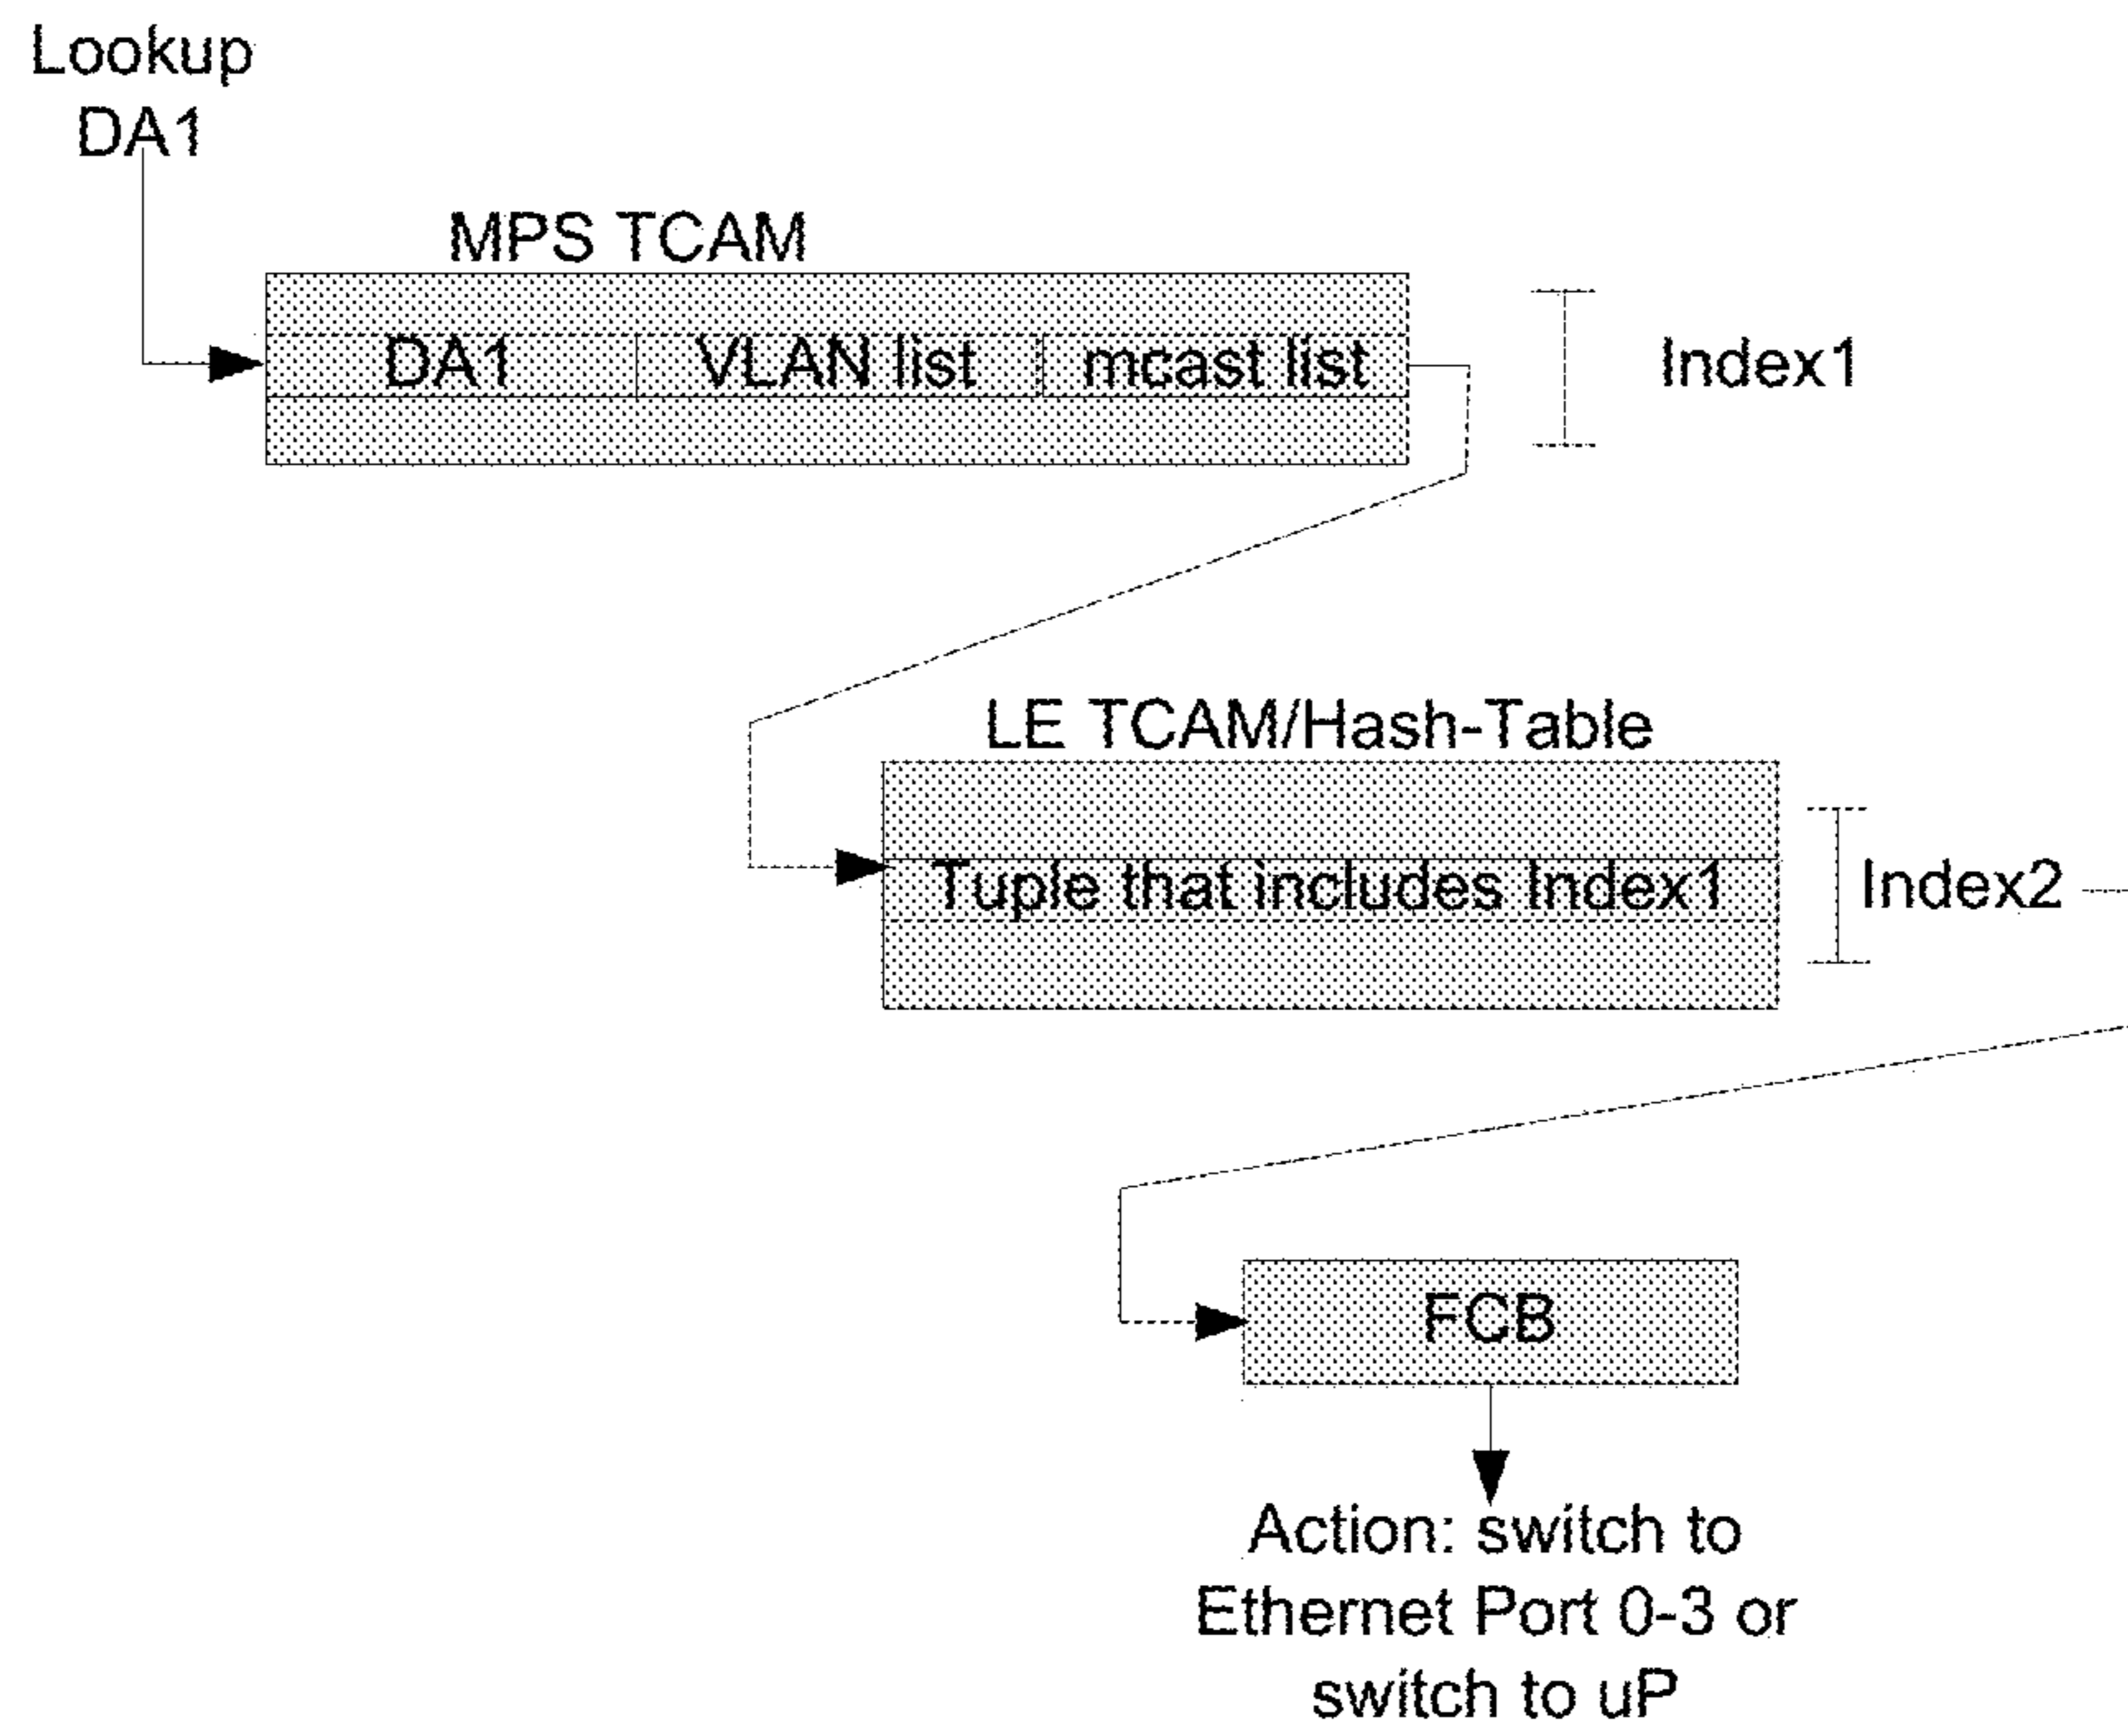 Lookup
DA1
MPS TCAM
DA1 VLAN list mcast list
Index1
LE TCAM/Hash-Table
Tuple that includes Index1
Index2
FCB
Action: switch to
Ethernet Port 0-3 or
switch to uP